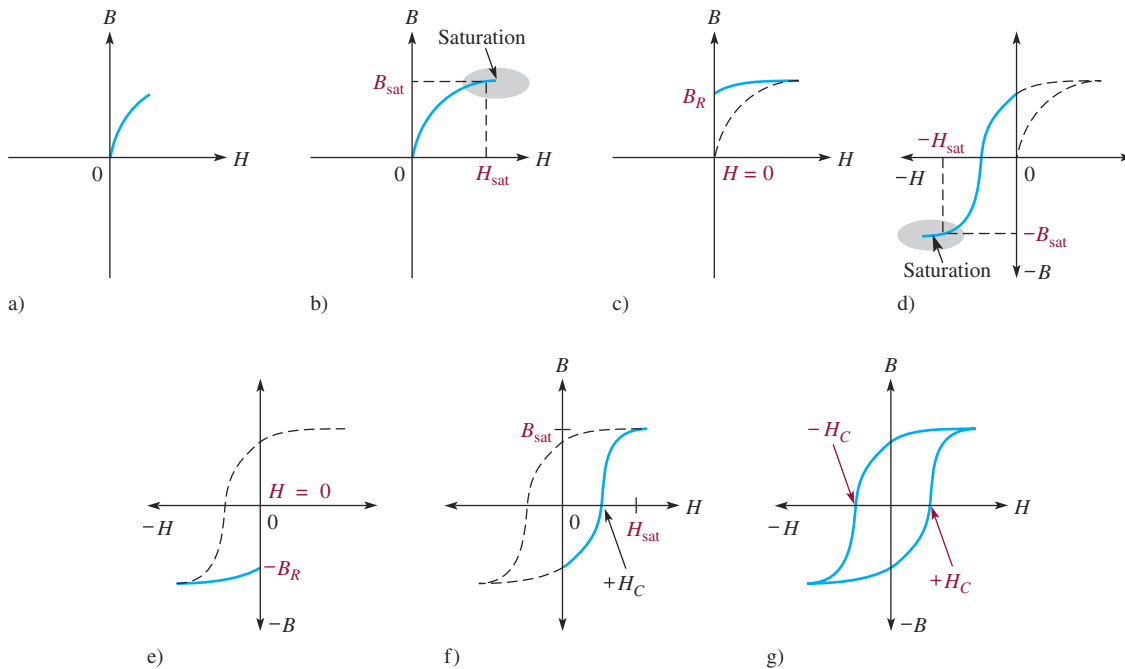 B
H
0
a)
B
Saturation
B_sat
0
H_sat
H
b)
B
B_R
H = 0
H
c)
−H_sat
−H
0
−B_sat
Saturation
−B
d)
H = 0
−H
0
−B_R
−B
e)
B
B_sat
0
H_sat
H
+H_C
f)
B
−H_C
−H
H
+H_C
−B
g)